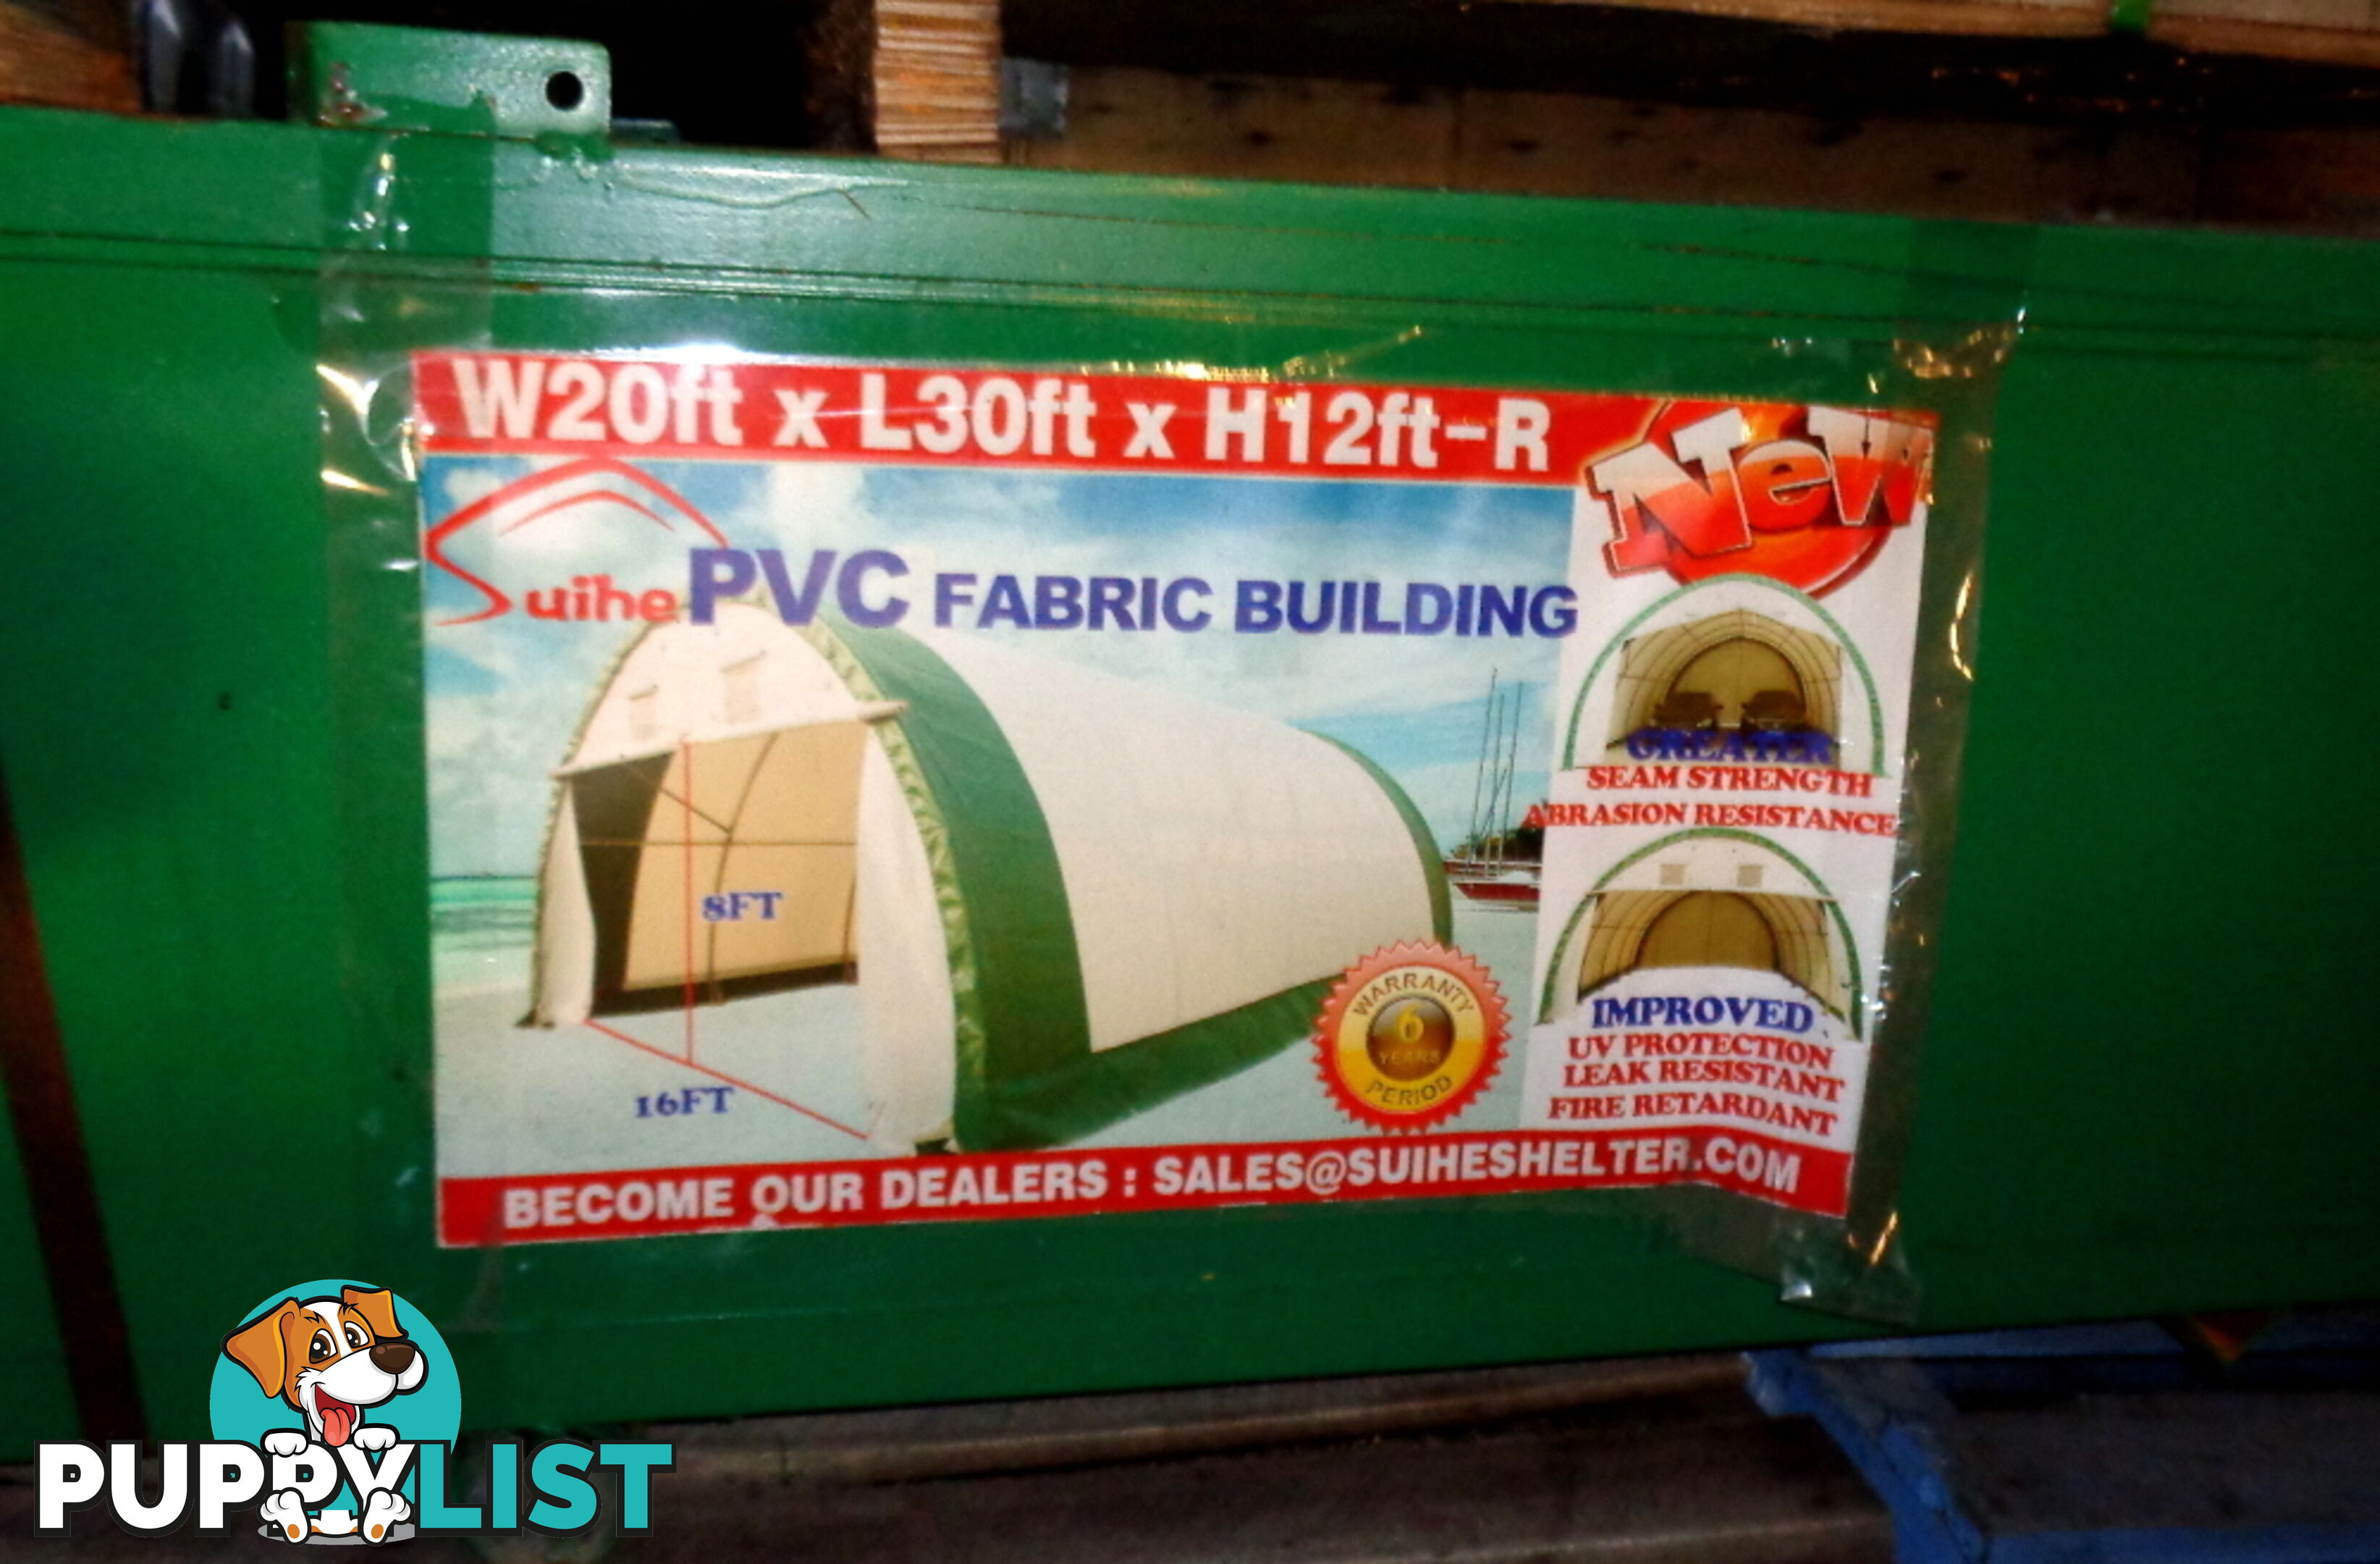 W20ft x L30ft x H12ft-R
New
Suihe PVC FABRIC BUILDING
GREATER
SEAM STRENGTH
ABRASION RESISTANCE
8FT
16FT
WARRANTY
6
YEARS
PERIOD
IMPROVED
UV PROTECTION
LEAK RESISTANT
FIRE RETARDANT
BECOME OUR DEALERS : SALES@SUIHESHELTER.COM
PUPPYLIST